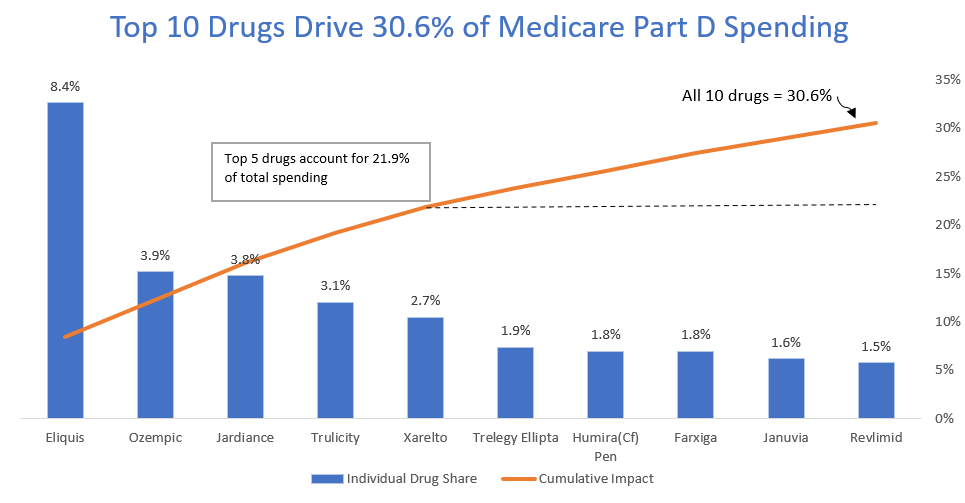 Top 10 Drugs Drive 30.6% of Medicare Part D Spending
8.4%
3.9%
3.8%
3.1%
2.7%
1.9%
1.8%
1.8%
1.6%
1.5%
Top 5 drugs account for 21.9%
of total spending
All 10 drugs = 30.6%
35%
30%
25%
20%
15%
10%
5%
0%
Eliquis
Ozempic
Jardiance
Trulicity
Xarelto
Trelegy Ellipta
Humira(Cf)
Pen
Farxiga
Januvia
Revlimid
Individual Drug Share
Cumulative Impact